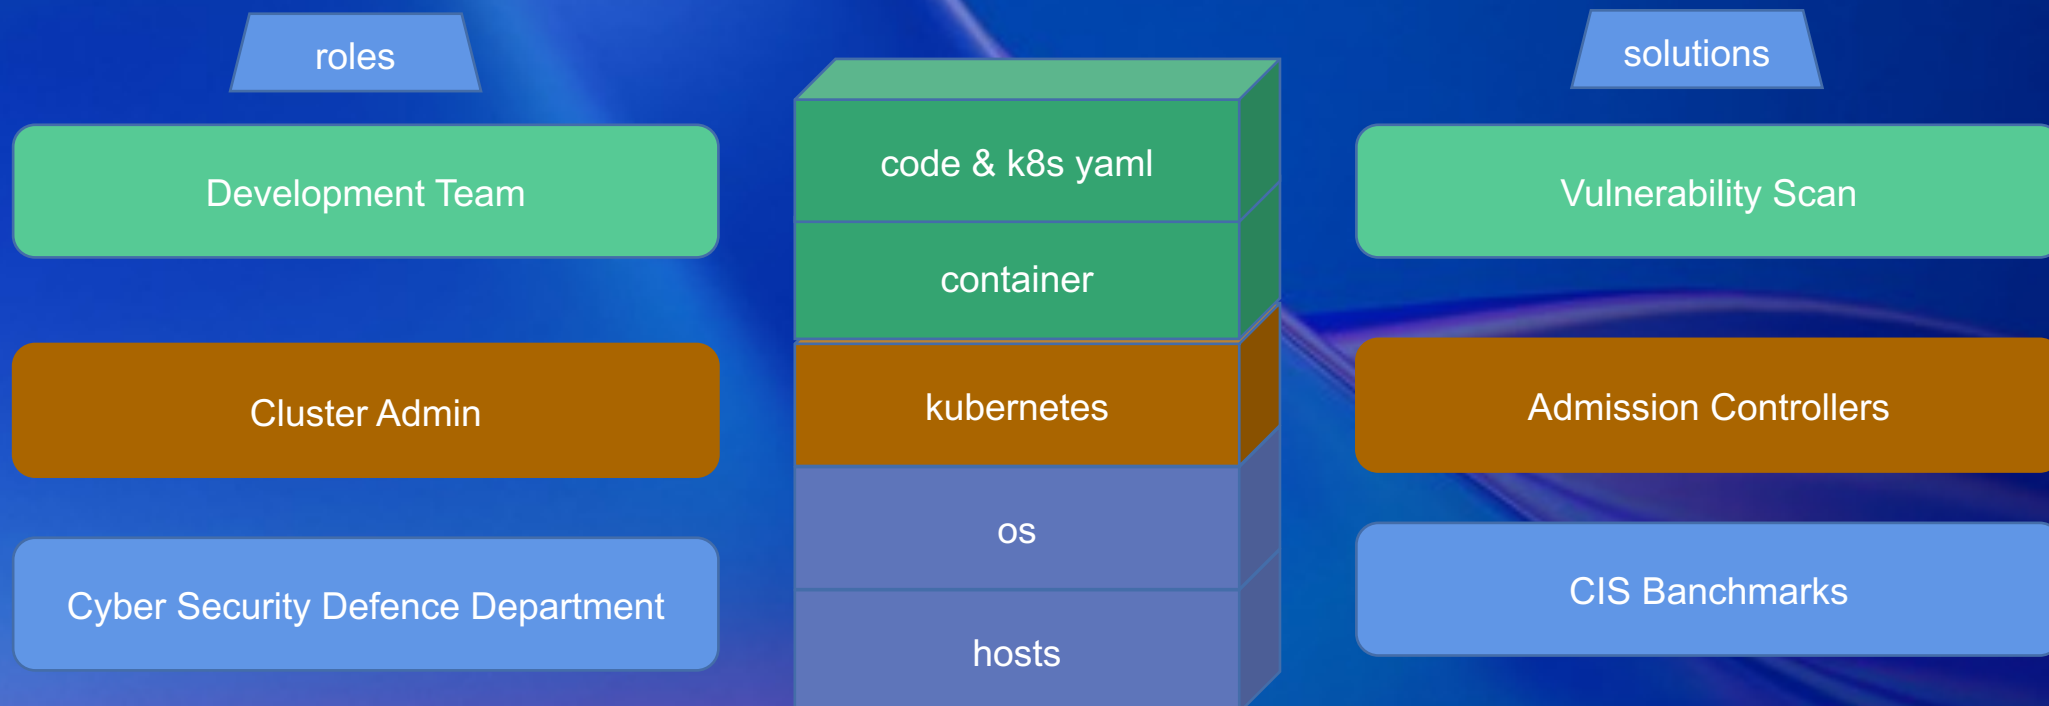 roles
solutions
Development Team
code & k8s yaml
Vulnerability Scan
container
Cluster Admin
kubernetes
Admission Controllers
os
Cyber Security Defence Department
CIS Banchmarks
hosts